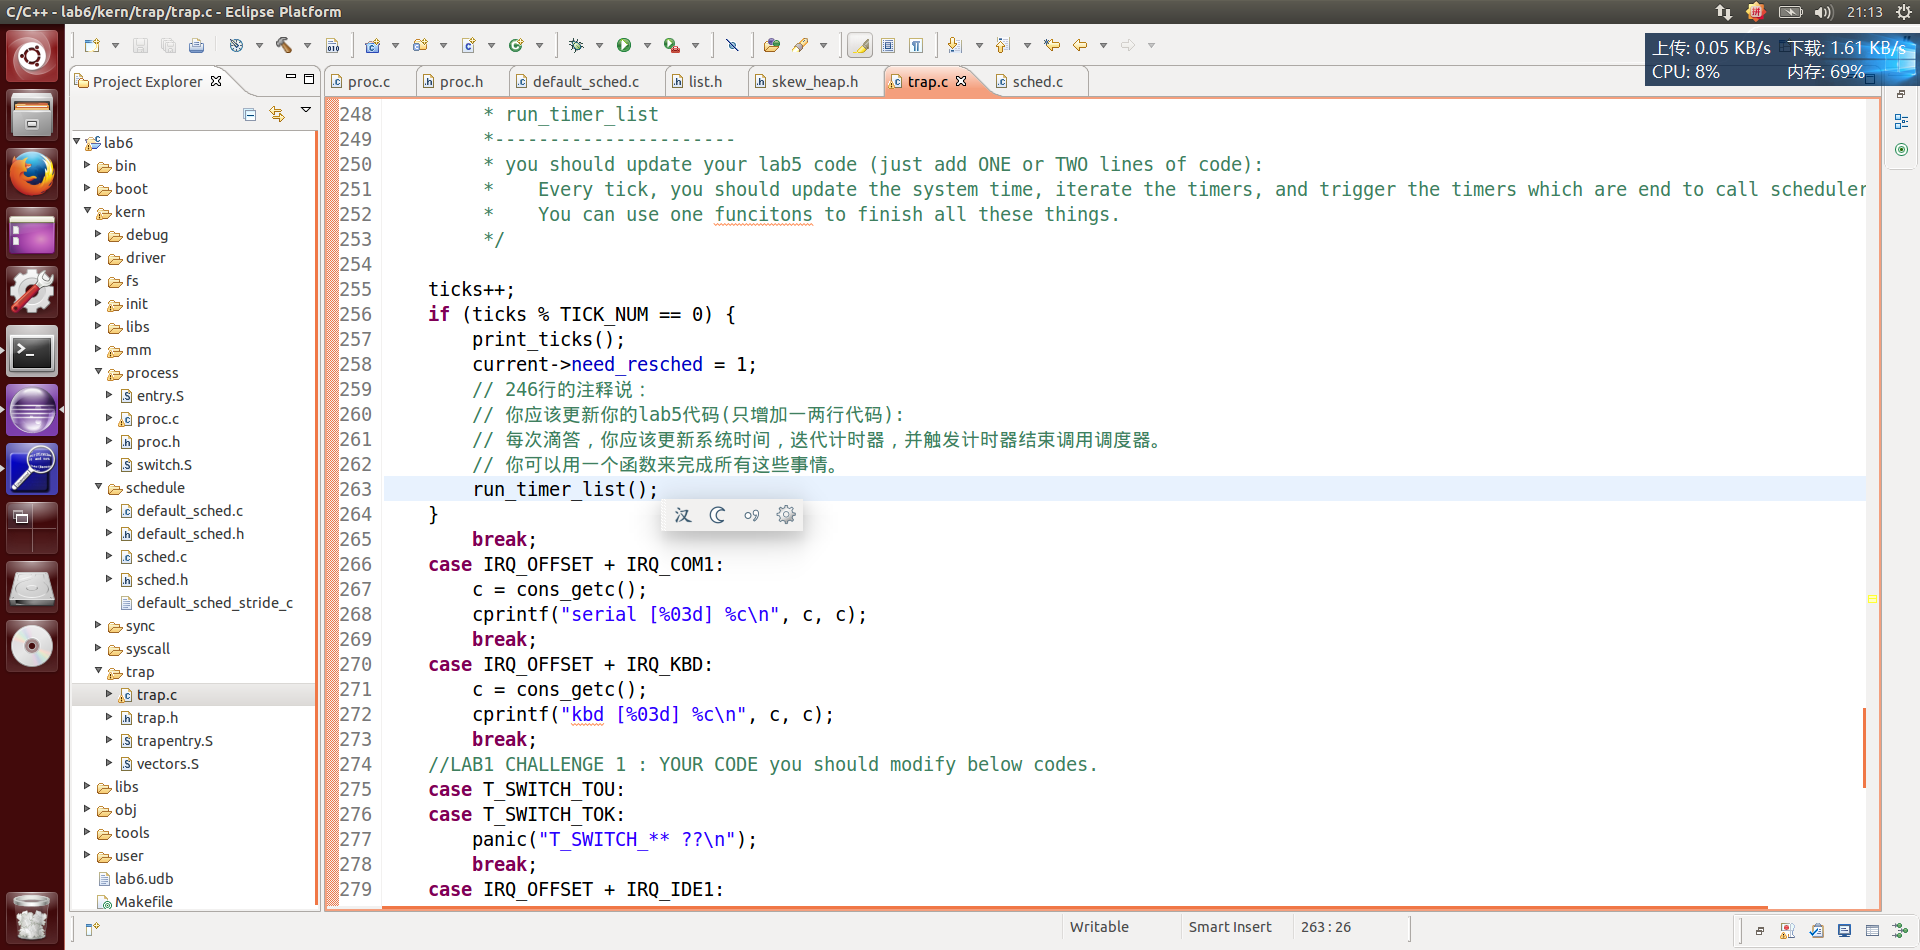 C/C++ - lab6/kern/trap/trap.c - Eclipse Platform
21:13
上传: 0.05 KB/s 下载: 1.61 KB/s
CPU: 8% 内存: 69%
Project Explorer
proc.c
proc.h
default_sched.c
list.h
skew_heap.h
trap.c
sched.c
lab6
bin
boot
kern
debug
driver
fs
init
libs
mm
process
entry.S
proc.c
proc.h
switch.S
schedule
default_sched.c
default_sched.h
sched.c
sched.h
default_sched_stride_c
sync
syscall
trap
trap.c
trap.h
trapentry.S
vectors.S
libs
obj
tools
user
lab6.udb
Makefile
248 * run_timer_list
249 *----------------------
250 * you should update your lab5 code (just add ONE or TWO lines of code):
251 *    Every tick, you should update the system time, iterate the timers, and trigger the timers which are end to call scheduler
252 *    You can use one funcitons to finish all these things.
253 */
254
255 ticks++;
256 if (ticks % TICK_NUM == 0) {
257 print_ticks();
258 current->need_resched = 1;
259 // 246行的注释说：
260 // 你应该更新你的lab5代码(只增加一两行代码):
261 // 每次滴答，你应该更新系统时间，迭代计时器，并触发计时器结束调用调度器。
262 // 你可以用一个函数来完成所有这些事情。
263 run_timer_list();
264 }
265 break;
266 case IRQ_OFFSET + IRQ_COM1:
267 c = cons_getc();
268 cprintf("serial [%03d] %c\n", c, c);
269 break;
270 case IRQ_OFFSET + IRQ_KBD:
271 c = cons_getc();
272 cprintf("kbd [%03d] %c\n", c, c);
273 break;
274 //LAB1 CHALLENGE 1 : YOUR CODE you should modify below codes.
275 case T_SWITCH_TOU:
276 case T_SWITCH_TOK:
277 panic("T_SWITCH_** ??\n");
278 break;
279 case IRQ_OFFSET + IRQ_IDE1:
汉
Writable
Smart Insert
263 : 26